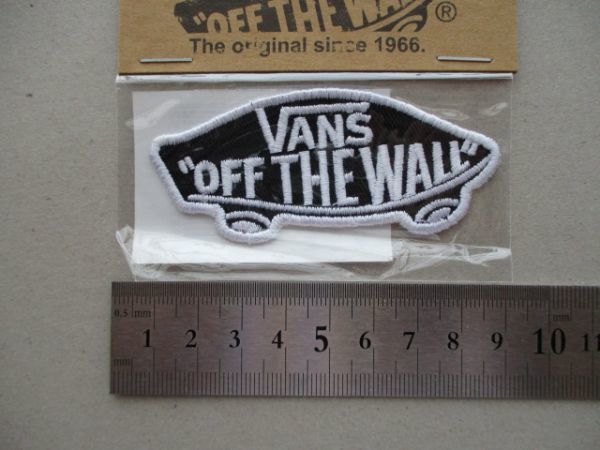 "OFF THE WALL" ®
The original since 1966.
VANS
"OFF THE WALL"
0.5 mm 1 2 3 4 5 6 7 8 9 10 11
mm